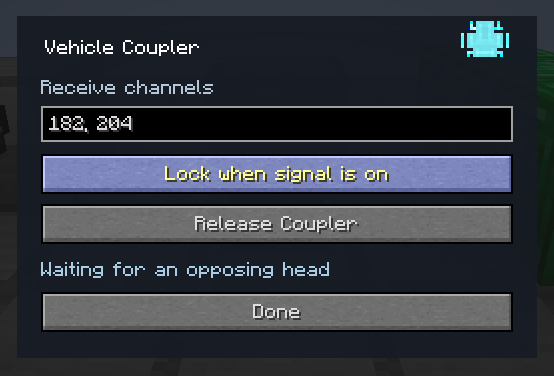 Vehicle Coupler
Receive channels
182, 204
Lock when signal is on
Release Coupler
Waiting for an opposing head
Done